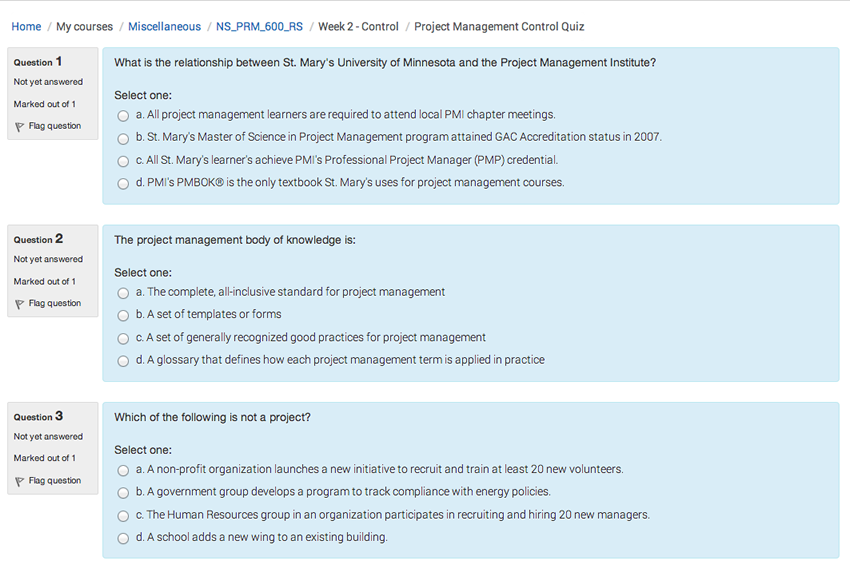 Home / My courses / Miscellaneous / NS_PRM_600_RS / Week 2 - Control / Project Management Control Quiz
Question 1
Not yet answered
Marked out of 1
Flag question
What is the relationship between St. Mary's University of Minnesota and the Project Management Institute?
Select one:
a. All project management learners are required to attend local PMI chapter meetings.
b. St. Mary's Master of Science in Project Management program attained GAC Accreditation status in 2007.
c. All St. Mary's learner's achieve PMI's Professional Project Manager (PMP) credential.
d. PMI's PMBOK® is the only textbook St. Mary's uses for project management courses.
Question 2
Not yet answered
Marked out of 1
Flag question
The project management body of knowledge is:
Select one:
a. The complete, all-inclusive standard for project management
b. A set of templates or forms
c. A set of generally recognized good practices for project management
d. A glossary that defines how each project management term is applied in practice
Question 3
Not yet answered
Marked out of 1
Flag question
Which of the following is not a project?
Select one:
a. A non-profit organization launches a new initiative to recruit and train at least 20 new volunteers.
b. A government group develops a program to track compliance with energy policies.
c. The Human Resources group in an organization participates in recruiting and hiring 20 new managers.
d. A school adds a new wing to an existing building.